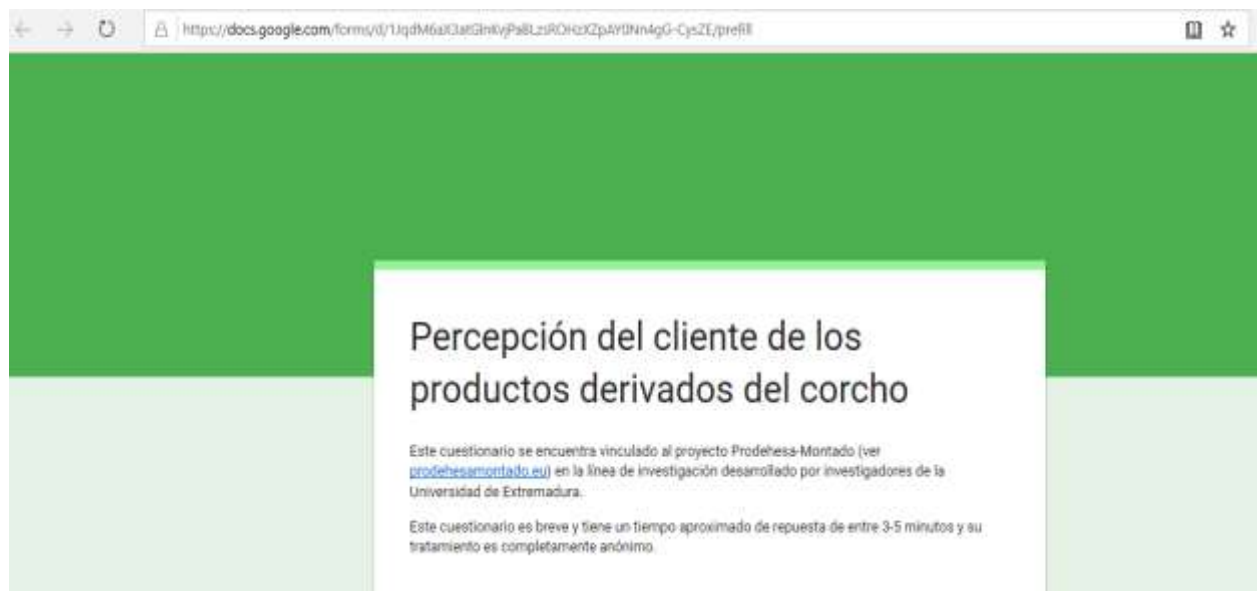 https://docs.google.com/forms/d/
Percepción del cliente de los
productos derivados del corcho
Este cuestionario se encuentra vinculado al proyecto Prodehesa-Montado (ver
prodehesamontado.eu) en la línea de investigación desarrollado por investigadores de la
Universidad de Extremadura.
Este cuestionario es breve y tiene un tiempo aproximado de repuesta de entre 3-5 minutos y su
tratamiento es completamente anónimo.